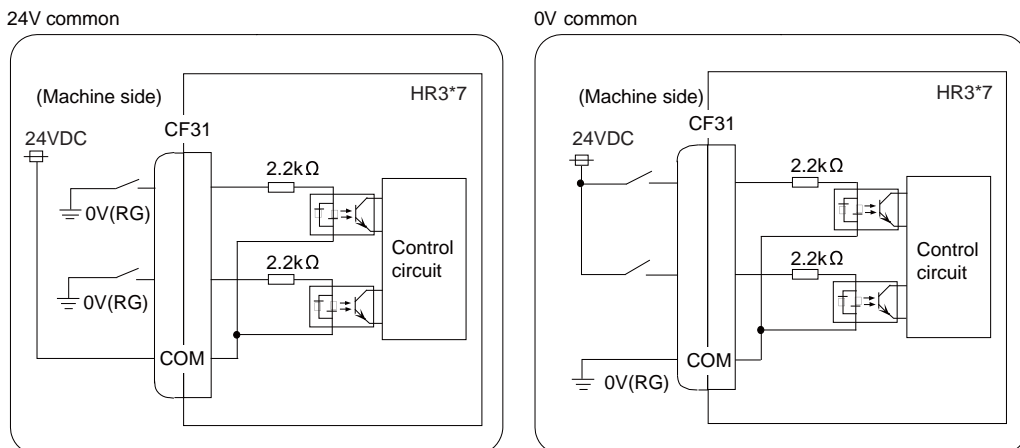 24V common
HR3*7
(Machine side)
24VDC
CF31
2.2kΩ
0V(RG)
Control
circuit
2.2kΩ
0V(RG)
COM
0V common
HR3*7
(Machine side)
CF31
24VDC
2.2kΩ
Control
circuit
2.2kΩ
COM
0V(RG)